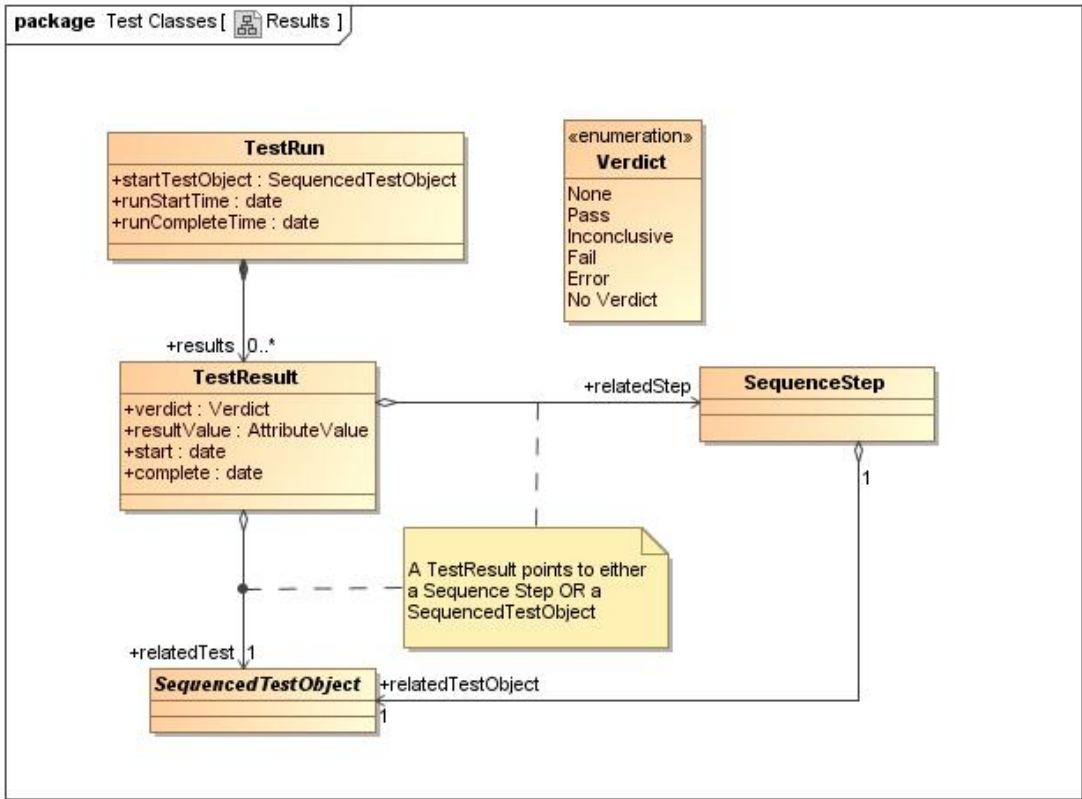 package Test Classes [ Results ]
TestRun
+startTestObject : SequencedTestObject
+runStartTime : date
+runCompleteTime : date
«enumeration»
Verdict
None
Pass
Inconclusive
Fail
Error
No Verdict
+results 0..*
TestResult
+verdict : Verdict
+resultValue : AttributeValue
+start : date
+complete : date
+relatedStep
SequenceStep
1
A TestResult points to either
a Sequence Step OR a
SequencedTestObject
+relatedTest 1
SequencedTestObject
+relatedTestObject
1